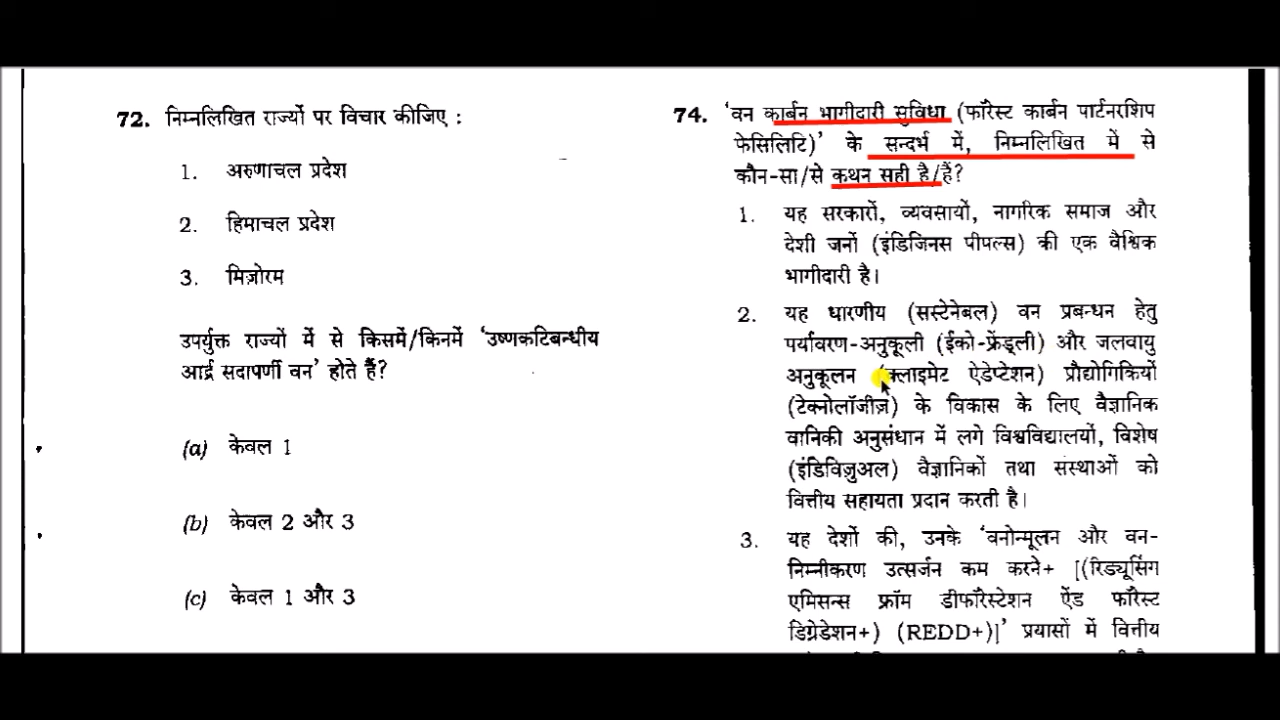 72. निम्नलिखित राज्यों पर विचार कीजिए :
1. अरुणाचल प्रदेश
2. हिमाचल प्रदेश
3. मिज़ोरम
उपर्युक्त राज्यों में से किसमें/किनमें ‘उष्णकटिबन्धीय
आर्द्र सदापर्णी वन’ होते हैं?
(a) केवल 1
(b) केवल 2 और 3
(c) केवल 1 और 3
74. ‘वन कार्बन भागीदारी सुविधा (फॉरेस्ट कार्बन पार्टनरशिप
फेसिलिटि)’ के सन्दर्भ में, निम्नलिखित में से
कौन-सा/से कथन सही है/हैं?
1. यह सरकारों, व्यवसायों, नागरिक समाज और
देशी जनों (इंडिजिनस पीपल्स) की एक वैश्विक
भागीदारी है।
2. यह धारणीय (सस्टेनेबल) वन प्रबन्धन हेतु
पर्यावरण-अनुकूली (ईको-फ्रेंड्ली) और जलवायु
अनुकूलन (क्लाइमेट ऐडेप्टेशन) प्रौद्योगिकियों
(टेक्नोलॉजीज़) के विकास के लिए वैज्ञानिक
वानिकी अनुसंधान में लगे विश्वविद्यालयों, विशेष
(इंडिविज़ुअल) वैज्ञानिकों तथा संस्थाओं को
वित्तीय सहायता प्रदान करती है।
3. यह देशों की, उनके ‘वनोन्मूलन और वन-
निम्नीकरण उत्सर्जन कम करने+ [(रिड्यूसिंग
एमिसन्स फ्रॉम डीफॉरेस्टेशन ऐंड फॉरेस्ट
डिग्रेडेशन+) (REDD+)]’ प्रयासों में वित्तीय